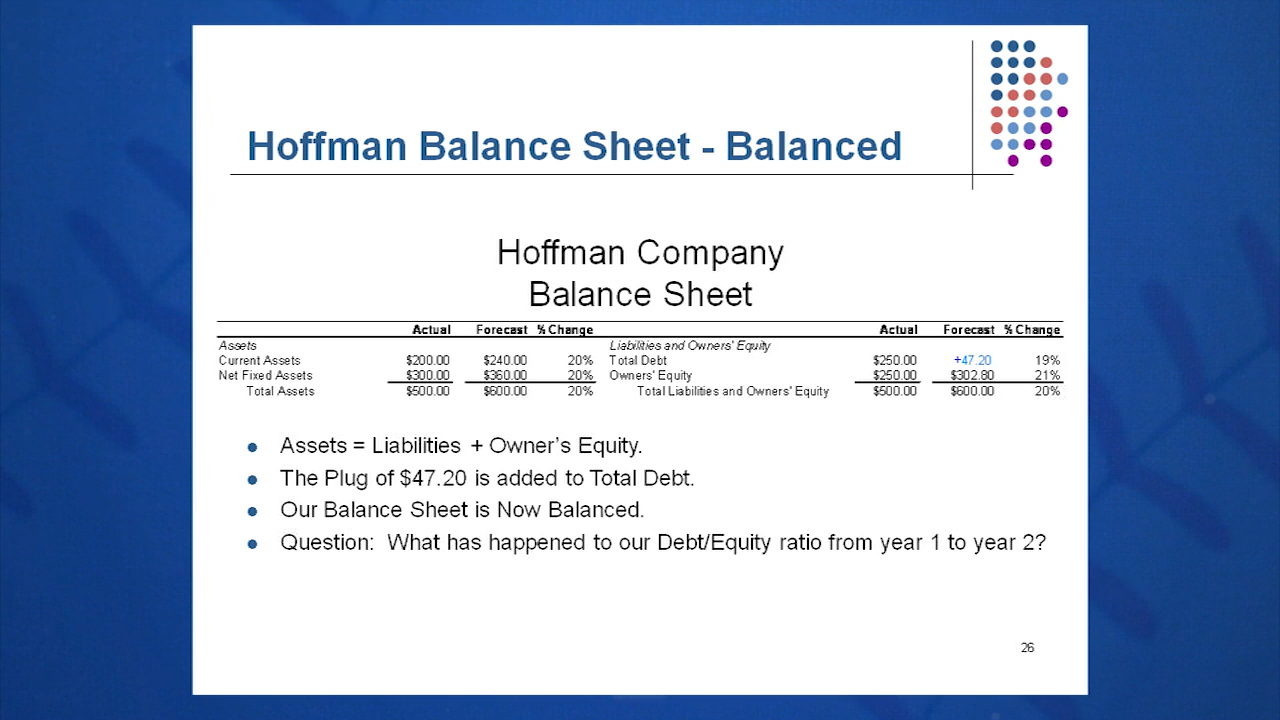 Hoffman Balance Sheet - Balanced
Hoffman Company
Balance Sheet
Actual Forecast % Change Actual Forecast % Change
Assets Liabilities and Owners' Equity
Current Assets $200.00 $240.00 20% Total Debt $250.00 +47.20 19%
Net Fixed Assets $300.00 $360.00 20% Owners' Equity $250.00 $302.80 21%
Total Assets $500.00 $600.00 20% Total Liabilities and Owners' Equity $500.00 $600.00 20%
● Assets = Liabilities + Owner's Equity.
● The Plug of $47.20 is added to Total Debt.
● Our Balance Sheet is Now Balanced.
● Question: What has happened to our Debt/Equity ratio from year 1 to year 2?
26